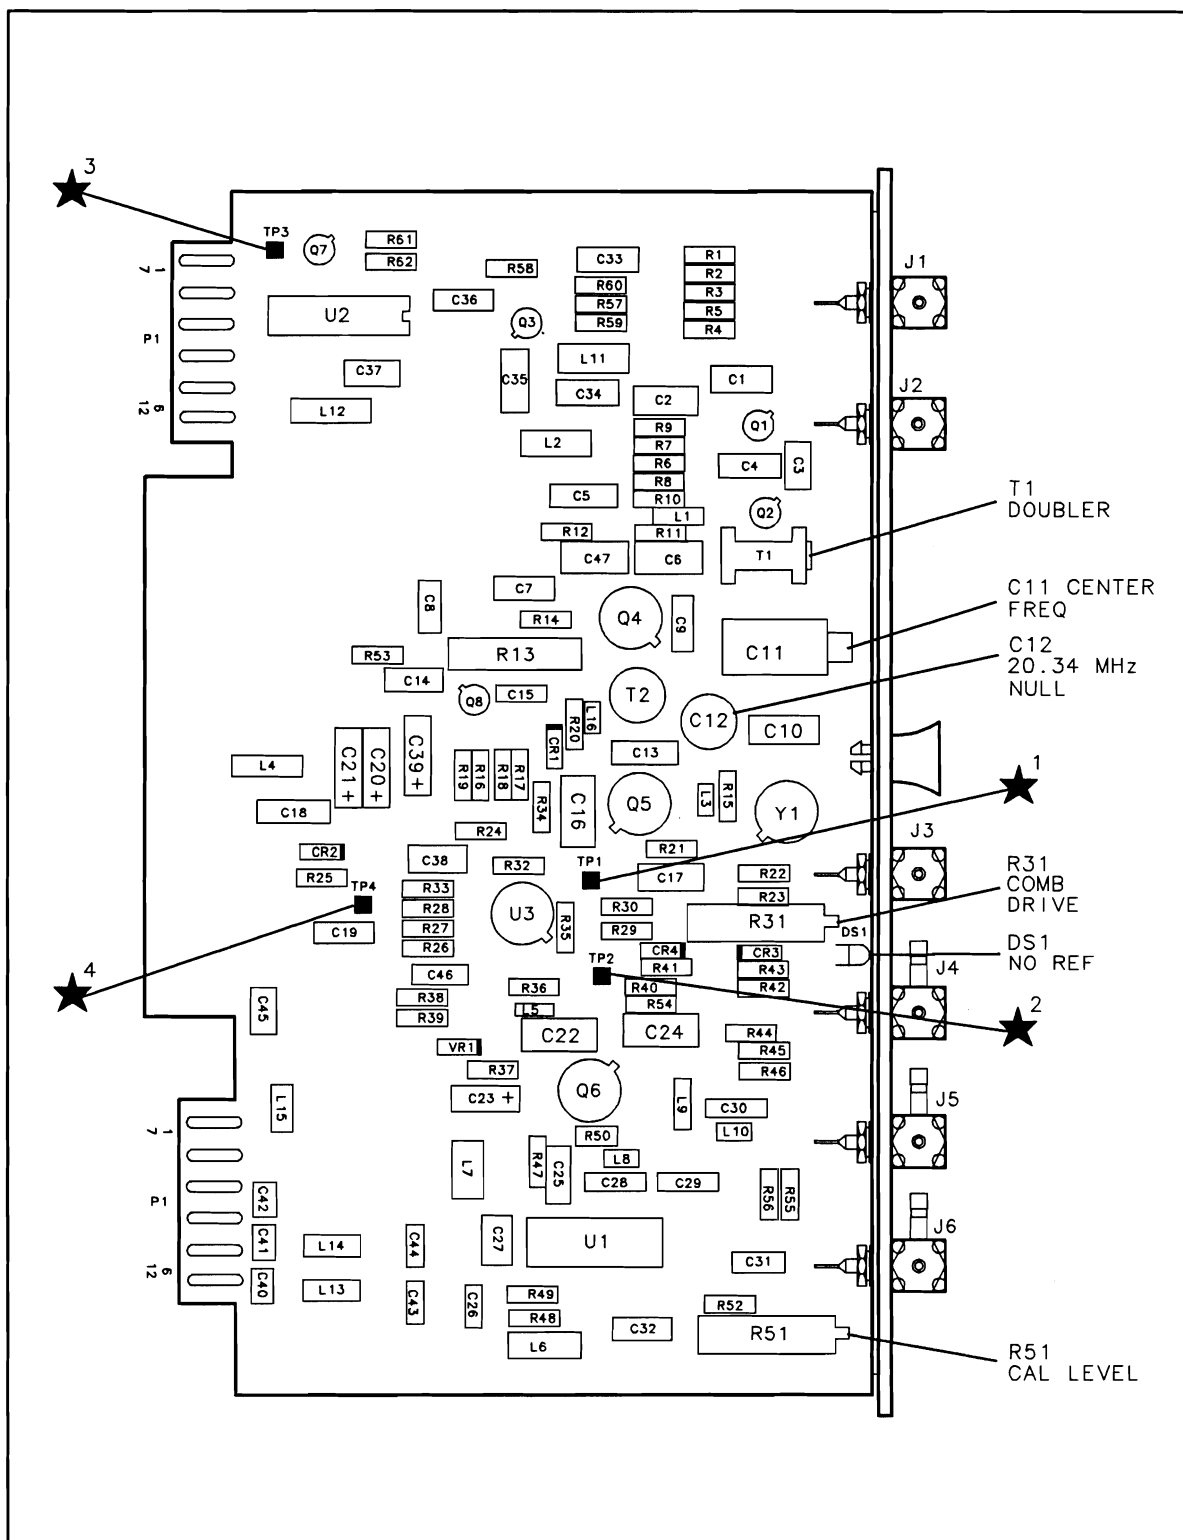 3
TP3
Q7
R61
R62
R58
C33
R1
R2
R3
R5
R4
R60
R57
R59
J1
1
7
P1
6
12
U2
C36
Q3
C35
L11
C34
C37
L12
C1
C2
J2
Q1
L2
R9
R7
R6
R8
R10
C4
C3
C5
L1
Q2
R12
R11
C47
C6
T1
T1
DOUBLER
C8
C7
R14
Q4
C9
C11 CENTER
FREQ
R53
R13
C11
C12
20.34 MHz
NULL
C14
Q8
C15
T2
L16
R20
C12
C10
CR1
C13
L4
C21+
C20+
C39+
R19
R16
R18
R17
R34
C16
Q5
L3
R15
Y1
1
C18
R24
J3
CR2
C38
R32
TP1
R21
R25
TP4
R33
C17
R22
R31
COMB
DRIVE
R28
U3
R35
R30
R23
R27
R29
R31
C19
R26
CR4
CR3
DS1
DS1
NO REF
4
C46
TP2
R41
R43
J4
R38
R36
R40
R42
2
C45
R39
L5
R54
C22
C24
R44
VR1
R45
R37
R46
C23 +
Q6
L9
C30
J5
L15
1
7
R50
L10
P1
6
12
L7
R47
C25
L8
C28
C29
R56
R55
C42
C41
C40
L14
L13
C44
C43
C27
U1
C31
J6
C26
R49
R48
L6
C32
R52
R51
R51
CAL LEVEL